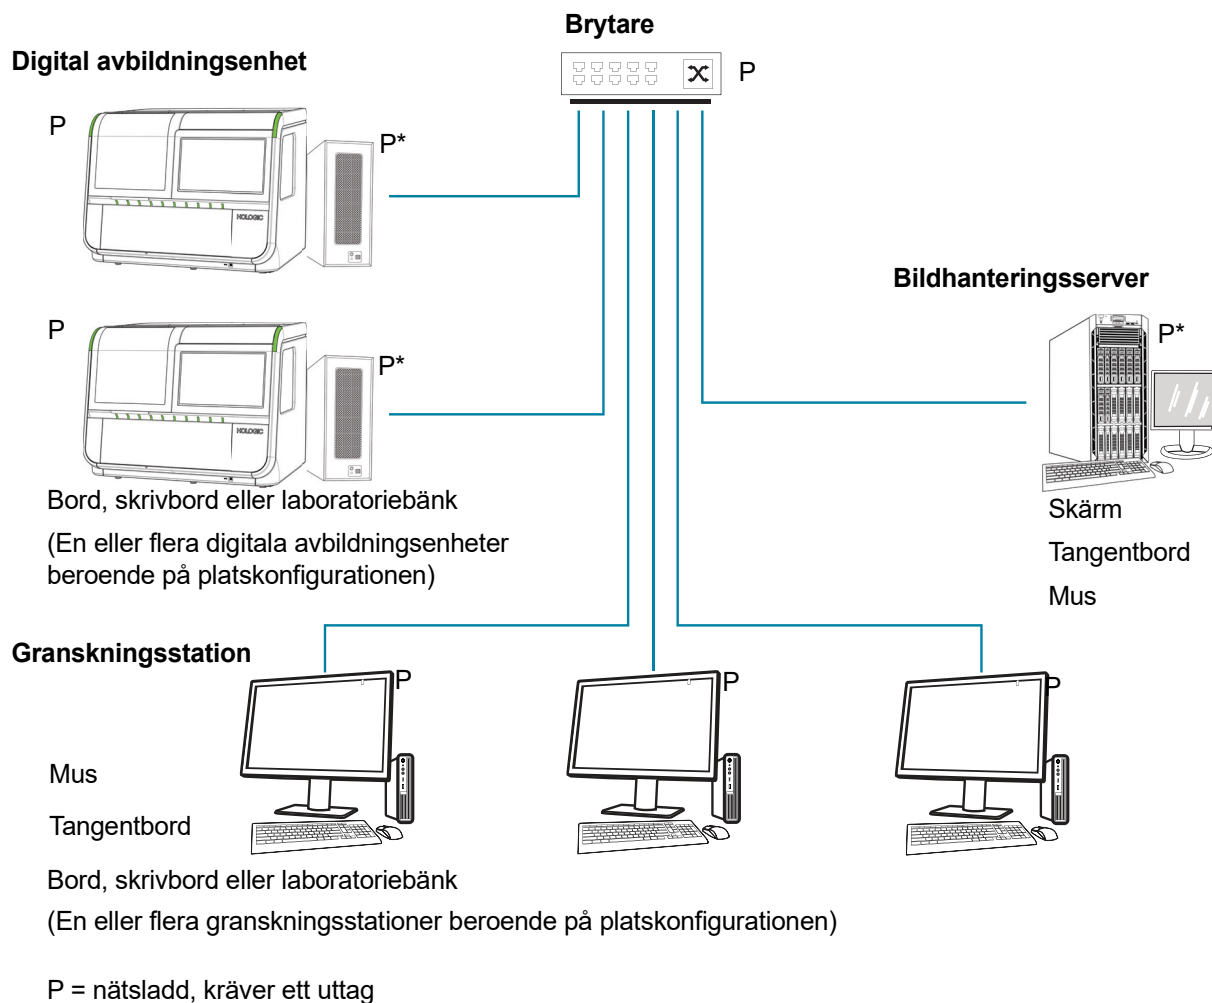 Brytare
Digital avbildningsenhet
P
P
P*
HOLOGIC
Bildhanteringsserver
P*
P
P*
HOLOGIC
Bord, skrivbord eller laboratoriebänk
(En eller flera digitala avbildningsenheter
beroende på platskonfigurationen)
Skärm
Tangentbord
Mus
Granskningsstation
P
P
P
Mus
Tangentbord
Bord, skrivbord eller laboratoriebänk
(En eller flera granskningsstationer beroende på platskonfigurationen)
P = nätsladd, kräver ett uttag